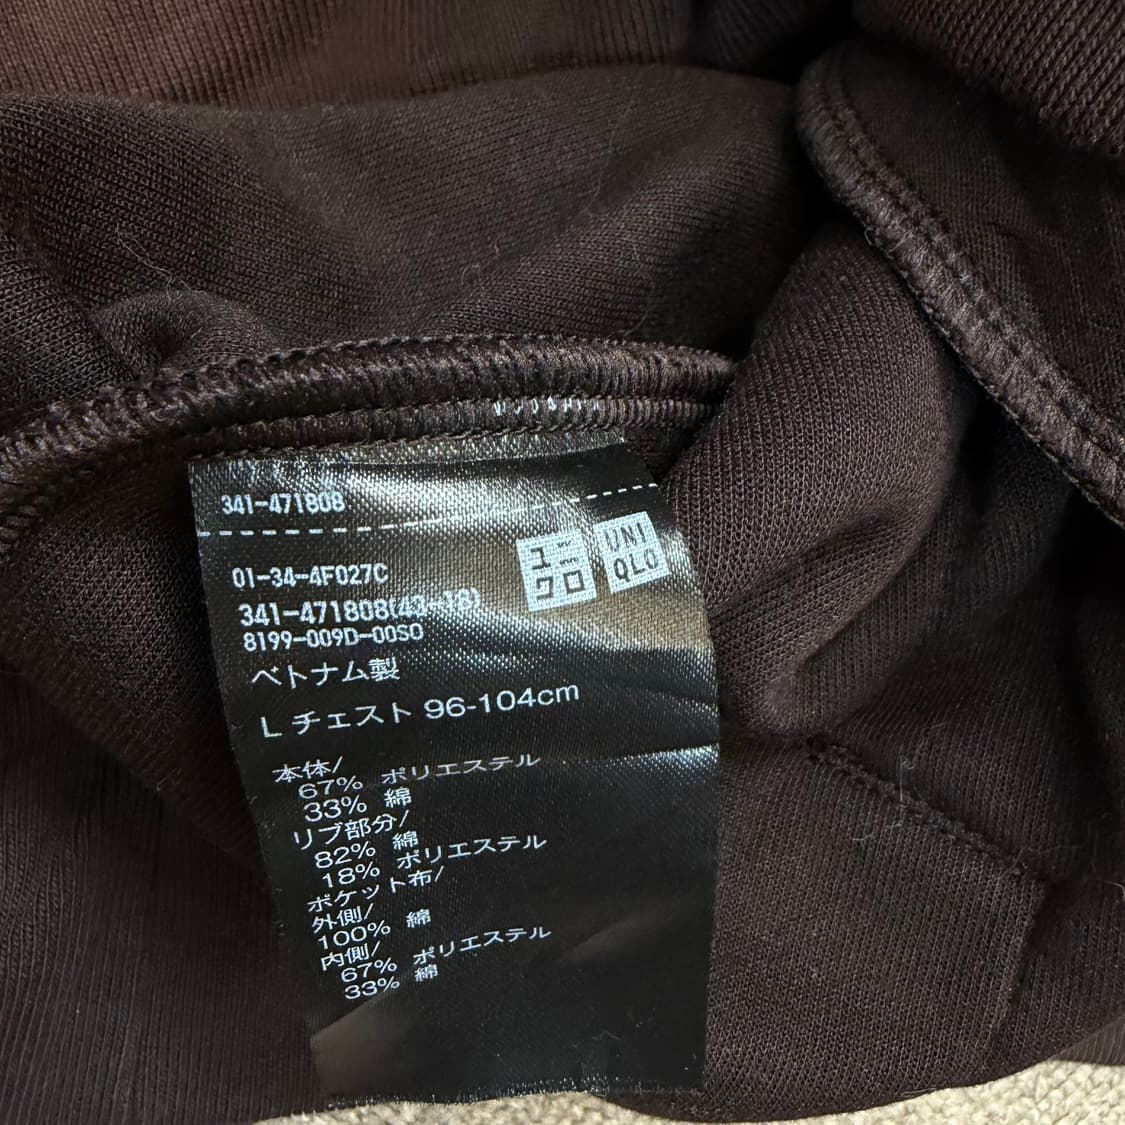 341-471808
ユニ
クロ
UNI
QLO
01-34-4F027C
341-471808(43-18)
8199-009D-00SO
ベトナム製
L チェスト 96-104cm
本体/
67% ポリエステル
33% 綿
リブ部分/
82% 綿
18% ポリエステル
ポケット布/
外側/
100% 綿
内側/
67% ポリエステル
33% 綿